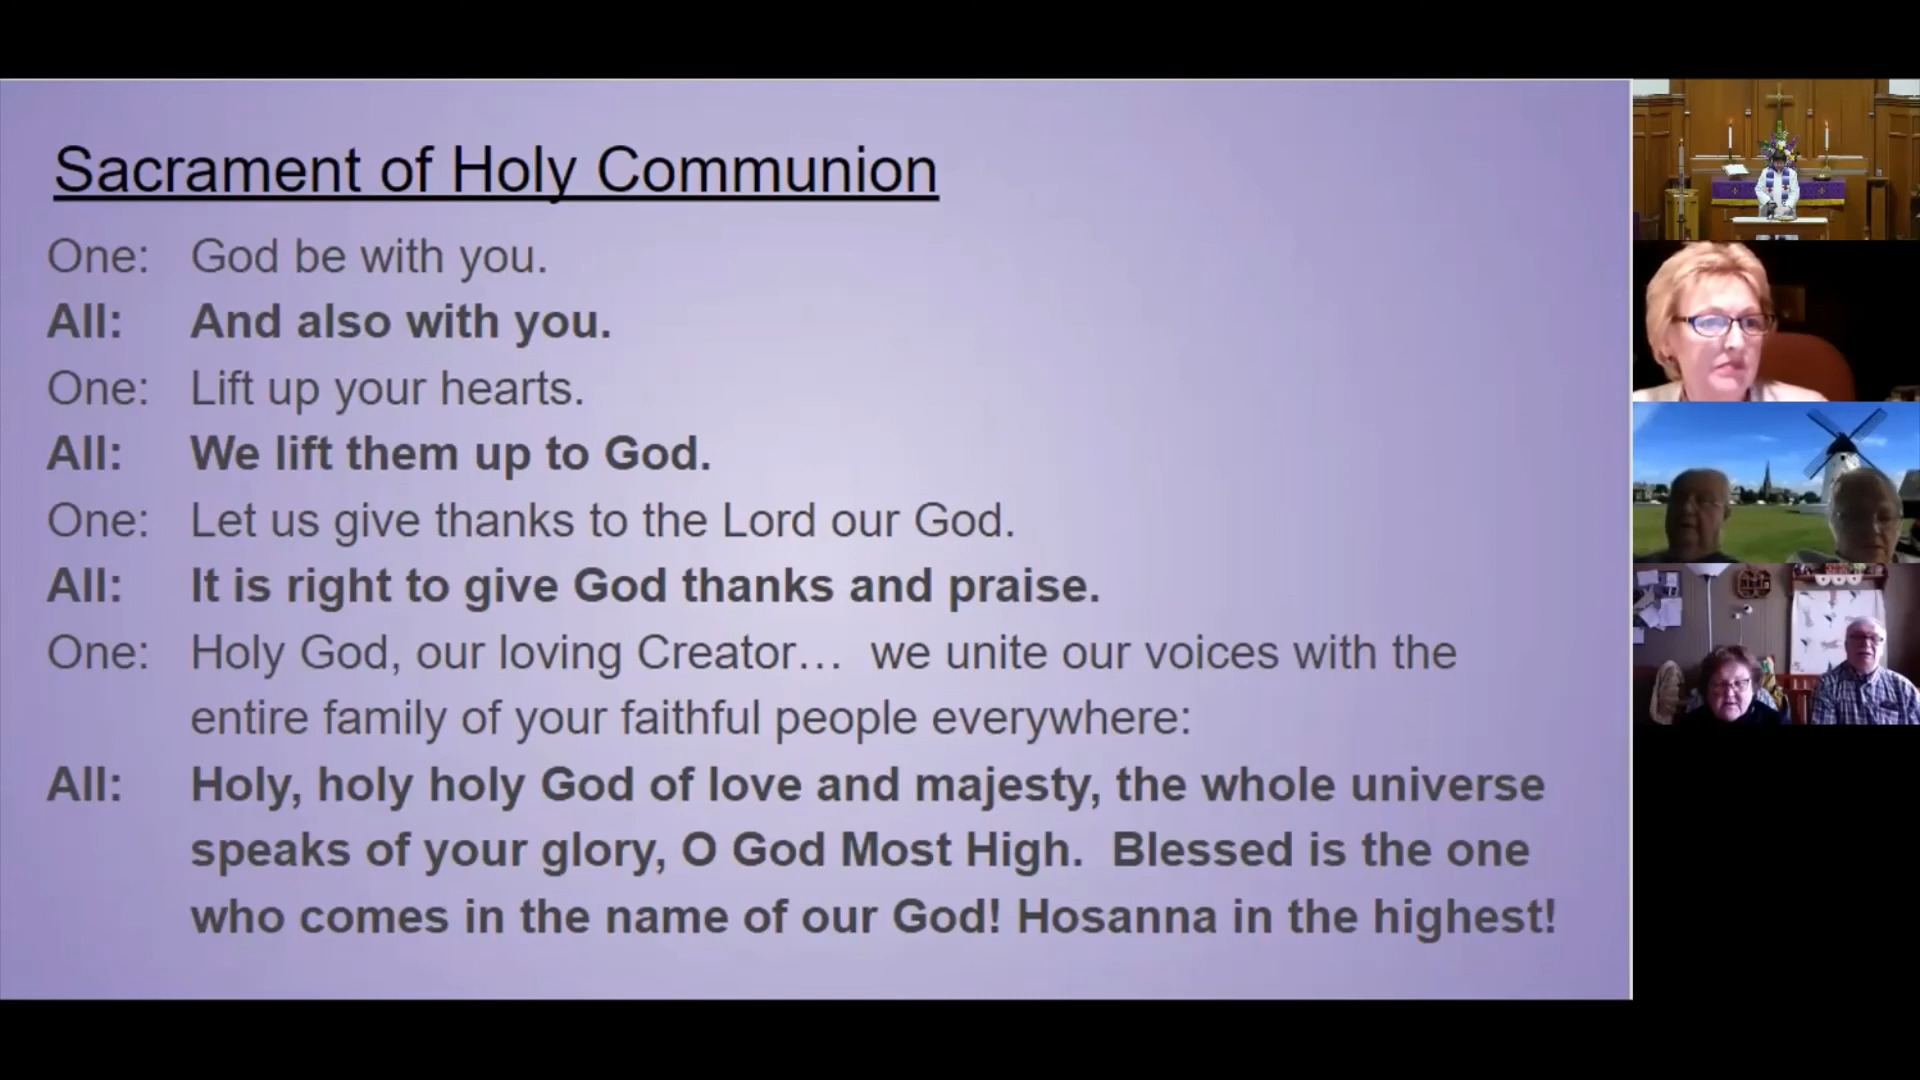 Sacrament of Holy Communion
One: God be with you.
All: And also with you.
One: Lift up your hearts.
All: We lift them up to God.
One: Let us give thanks to the Lord our God.
All: It is right to give God thanks and praise.
One: Holy God, our loving Creator… we unite our voices with the
entire family of your faithful people everywhere:
All: Holy, holy holy God of love and majesty, the whole universe
speaks of your glory, O God Most High. Blessed is the one
who comes in the name of our God! Hosanna in the highest!